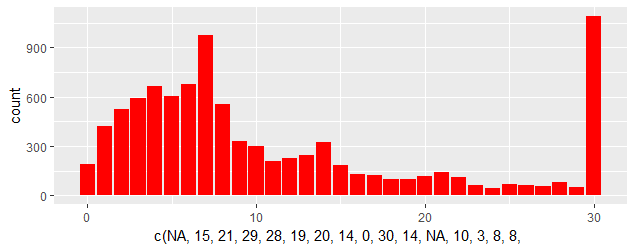 900
600
300
0
count
0 10 20 30
c(NA, 15, 21, 29, 28, 19, 20, 14, 0, 30, 14, NA, 10, 3, 8, 8,